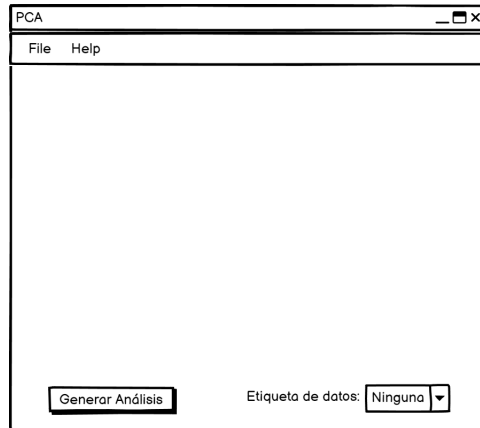 PCA
File Help
Generar Análisis
Etiqueta de datos: Ninguna